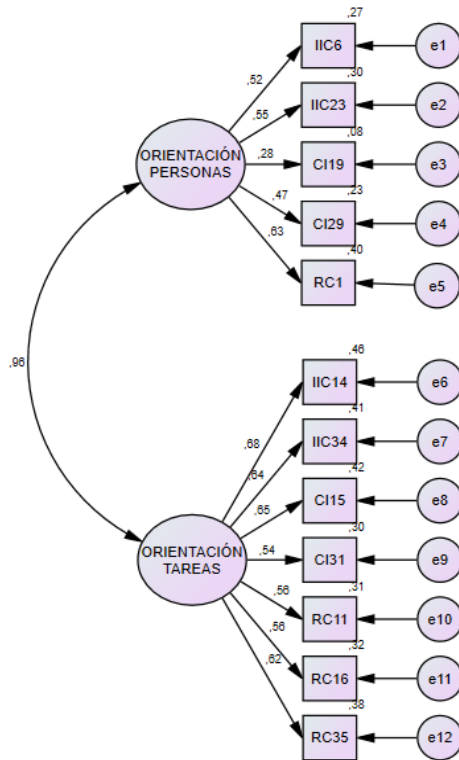 ,27
IIC6
e1
,52
,30
IIC23
e2
,55
,08
CI19
e3
,28
,23
CI29
e4
,47
,40
RC1
e5
,63
ORIENTACIÓN
PERSONAS
,96
,46
IIC14
e6
,68
,41
IIC34
e7
,64
,42
CI15
e8
,65
,30
CI31
e9
,54
,31
RC11
e10
,56
,32
RC16
e11
,56
,38
RC35
e12
,62
ORIENTACIÓN
TAREAS